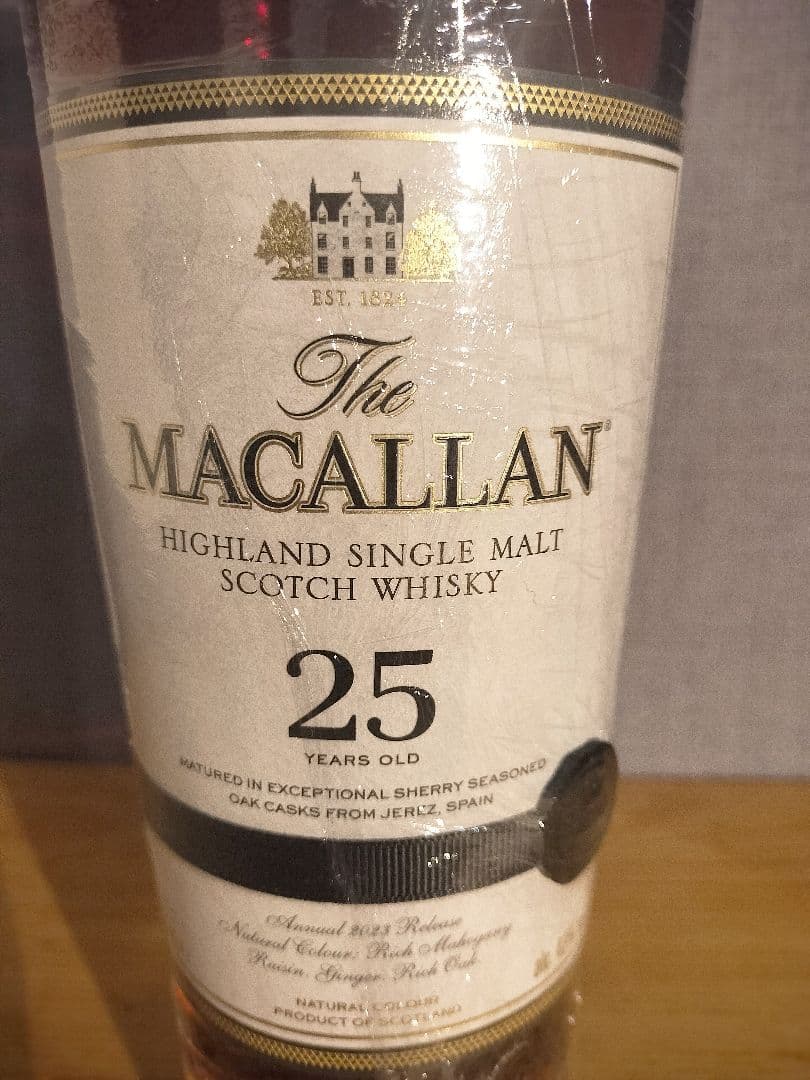 EST. 1824
The
MACALLAN®
HIGHLAND SINGLE MALT
SCOTCH WHISKY
25
YEARS OLD
MATURED IN EXCEPTIONAL SHERRY SEASONED
OAK CASKS FROM JEREZ, SPAIN
Annual 2023 Release
Natural Colour: Rich Mahogany
Raisin. Ginger. Rich Oak.
NATURAL COLOUR
PRODUCT OF SCOTLAND